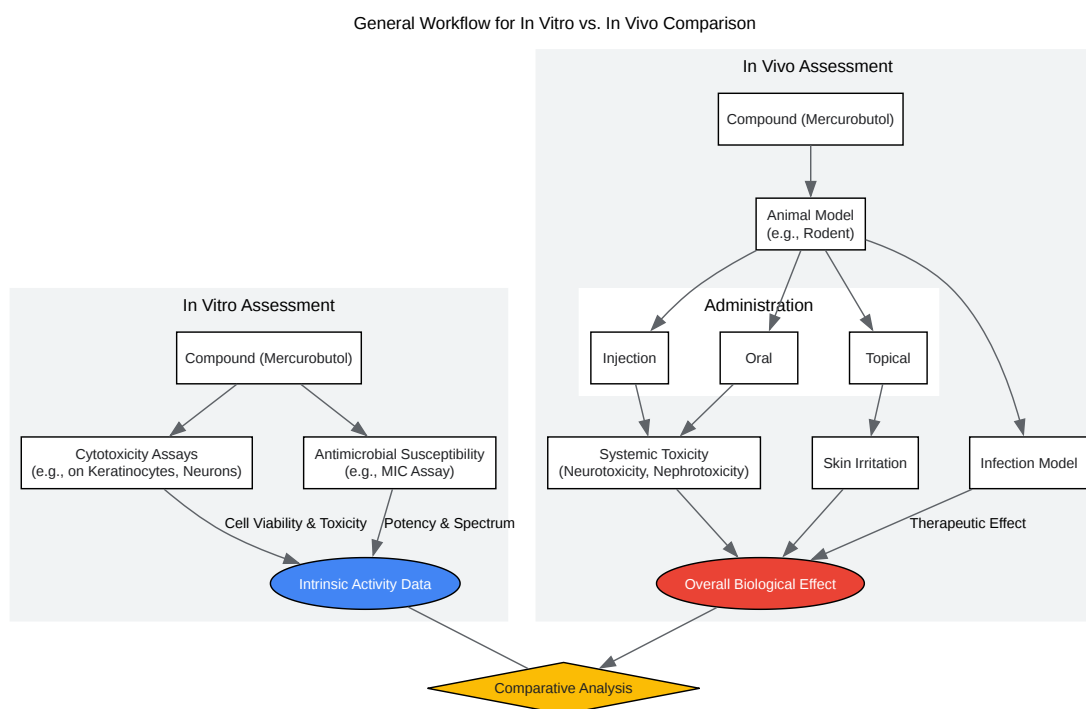 General Workflow for In Vitro vs. In Vivo Comparison
In Vivo Assessment
Compound (Mercurobutol)
Animal Model
(e.g., Rodent)
Administration
Injection
Oral
Topical
Systemic Toxicity
(Neurotoxicity, Nephrotoxicity)
Skin Irritation
Infection Model
Therapeutic Effect
Overall Biological Effect
In Vitro Assessment
Compound (Mercurobutol)
Cytotoxicity Assays
(e.g., on Keratinocytes, Neurons)
Antimicrobial Susceptibility
(e.g., MIC Assay)
Cell Viability & Toxicity
Potency & Spectrum
Intrinsic Activity Data
Comparative Analysis